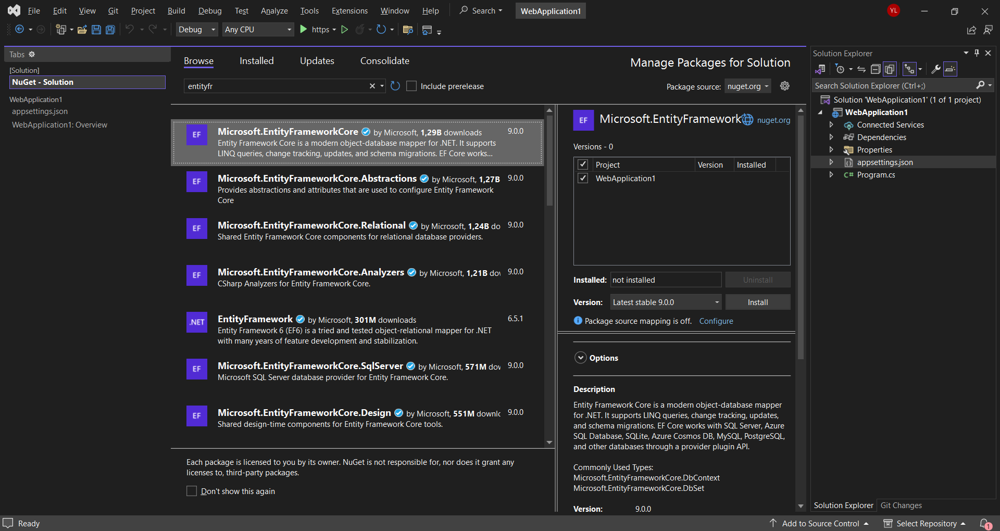 File Edit View Git Project Build Debug Test Analyze Tools Extensions Window Help Search WebApplication1 YL
Debug Any CPU https
Tabs
[Solution]
NuGet - Solution
WebApplication1
appsettings.json
WebApplication1: Overview
Browse Installed Updates Consolidate
Manage Packages for Solution
entityfr
Include prerelease
Package source: nuget.org
EF
Microsoft.EntityFrameworkCore by Microsoft, 1,29B downloads 9.0.0
Entity Framework Core is a modern object-database mapper for .NET. It supports
LINQ queries, change tracking, updates, and schema migrations. EF Core works...
EF
Microsoft.EntityFrameworkCore.Abstractions by Microsoft, 1,27B 9.0.0
Provides abstractions and attributes that are used to configure Entity Framework
Core
EF
Microsoft.EntityFrameworkCore.Relational by Microsoft, 1,24B do 9.0.0
Shared Entity Framework Core components for relational database providers.
EF
Microsoft.EntityFrameworkCore.Analyzers by Microsoft, 1,21B dow 9.0.0
CSharp Analyzers for Entity Framework Core.
.NET
EntityFramework by Microsoft, 301M downloads 6.5.1
Entity Framework 6 (EF6) is a tried and tested object-relational mapper for .NET
with many years of feature development and stabilization.
EF
Microsoft.EntityFrameworkCore.SqlServer by Microsoft, 571M dow 9.0.0
Microsoft SQL Server database provider for Entity Framework Core.
EF
Microsoft.EntityFrameworkCore.Design by Microsoft, 551M downlo 9.0.0
Shared design-time components for Entity Framework Core tools.
Each package is licensed to you by its owner. NuGet is not responsible for, nor does it grant any
licenses to, third-party packages.
Don't show this again
EF
Microsoft.EntityFramework nuget.org
Versions - 0
Project Version Installed
WebApplication1
Installed: not installed Uninstall
Version: Latest stable 9.0.0 Install
Package source mapping is off. Configure
Options
Description
Entity Framework Core is a modern object-database mapper
for .NET. It supports LINQ queries, change tracking, updates,
and schema migrations. EF Core works with SQL Server, Azure
SQL Database, SQLite, Azure Cosmos DB, MySQL, PostgreSQL,
and other databases through a provider plugin API.
Commonly Used Types:
Microsoft.EntityFrameworkCore.DbContext
Microsoft.EntityFrameworkCore.DbSet
Version: 9.0.0
Solution Explorer
Search Solution Explorer (Ctrl+;)
Solution 'WebApplication1' (1 of 1 project)
WebApplication1
Connected Services
Dependencies
Properties
appsettings.json
C# Program.cs
Solution Explorer Git Changes
Ready
Add to Source Control Select Repository 1